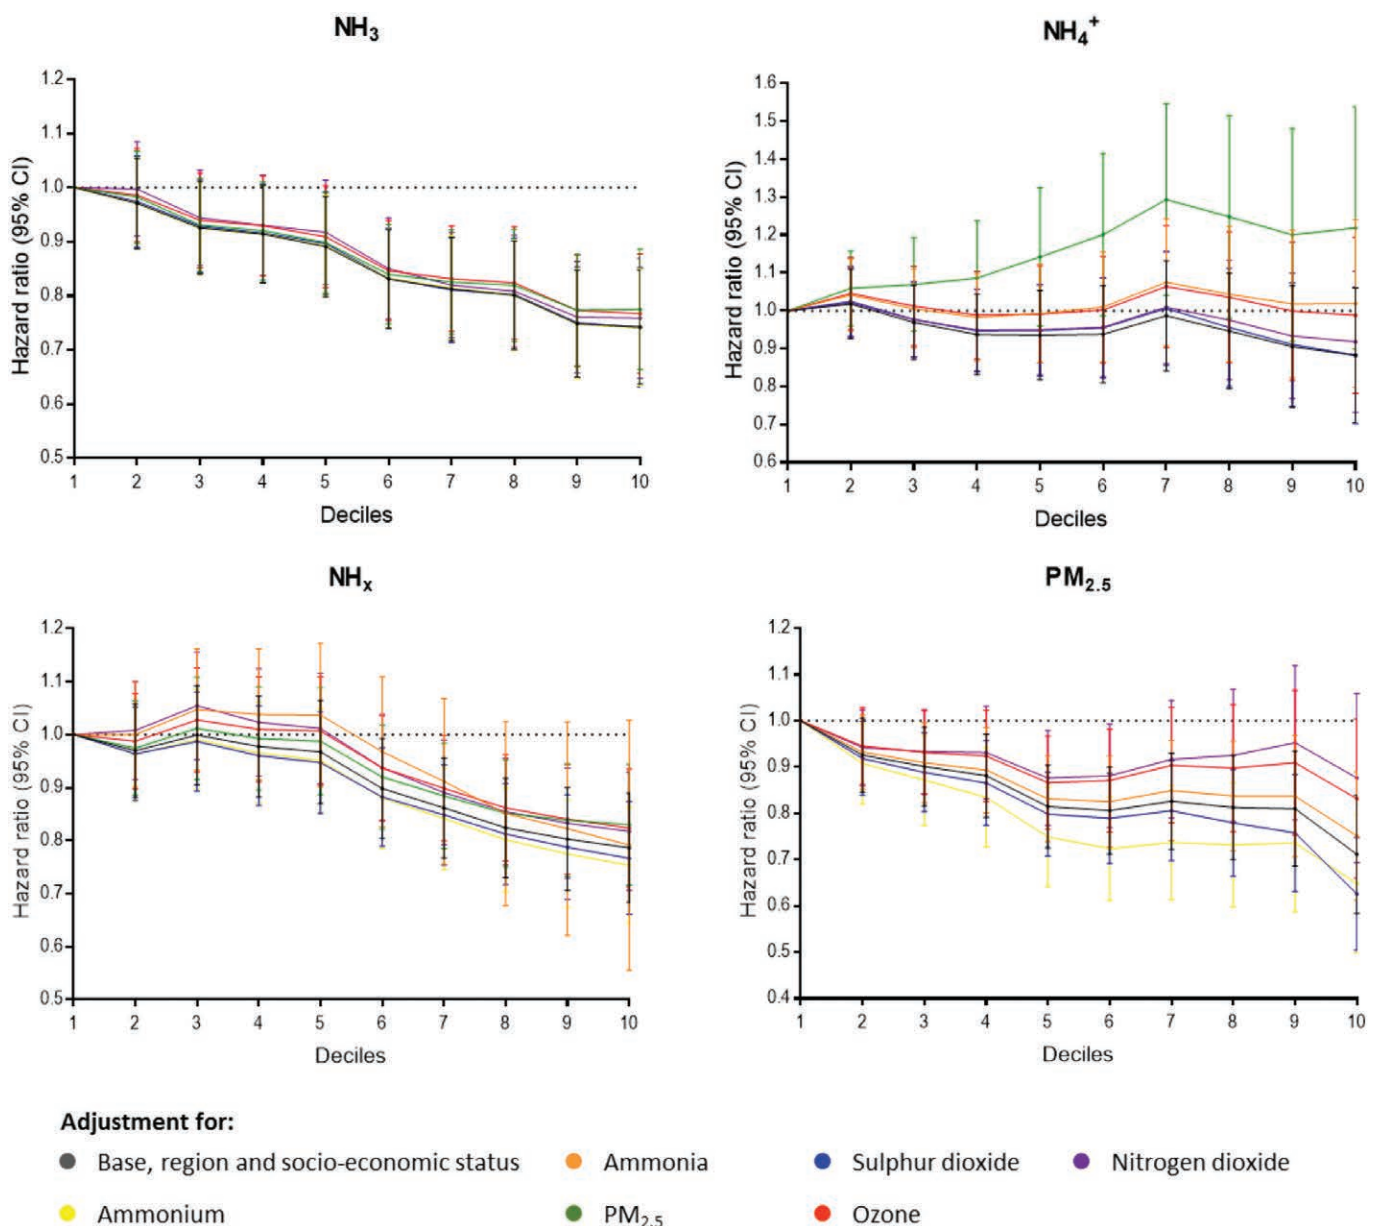 NH3
Hazard ratio (95% CI)
1.2
1.1
1.0
0.9
0.8
0.7
0.6
0.5
1 2 3 4 5 6 7 8 9 10
Deciles
NH4+
Hazard ratio (95% CI)
1.6
1.5
1.4
1.3
1.2
1.1
1.0
0.9
0.8
0.7
0.6
1 2 3 4 5 6 7 8 9 10
Deciles
NHx
Hazard ratio (95% CI)
1.2
1.1
1.0
0.9
0.8
0.7
0.6
0.5
1 2 3 4 5 6 7 8 9 10
Deciles
PM2.5
Hazard ratio (95% CI)
1.2
1.1
1.0
0.9
0.8
0.7
0.6
0.5
0.4
1 2 3 4 5 6 7 8 9 10
Deciles
Adjustment for:
Base, region and socio-economic status
Ammonia
Sulphur dioxide
Nitrogen dioxide
Ammonium
PM2.5
Ozone